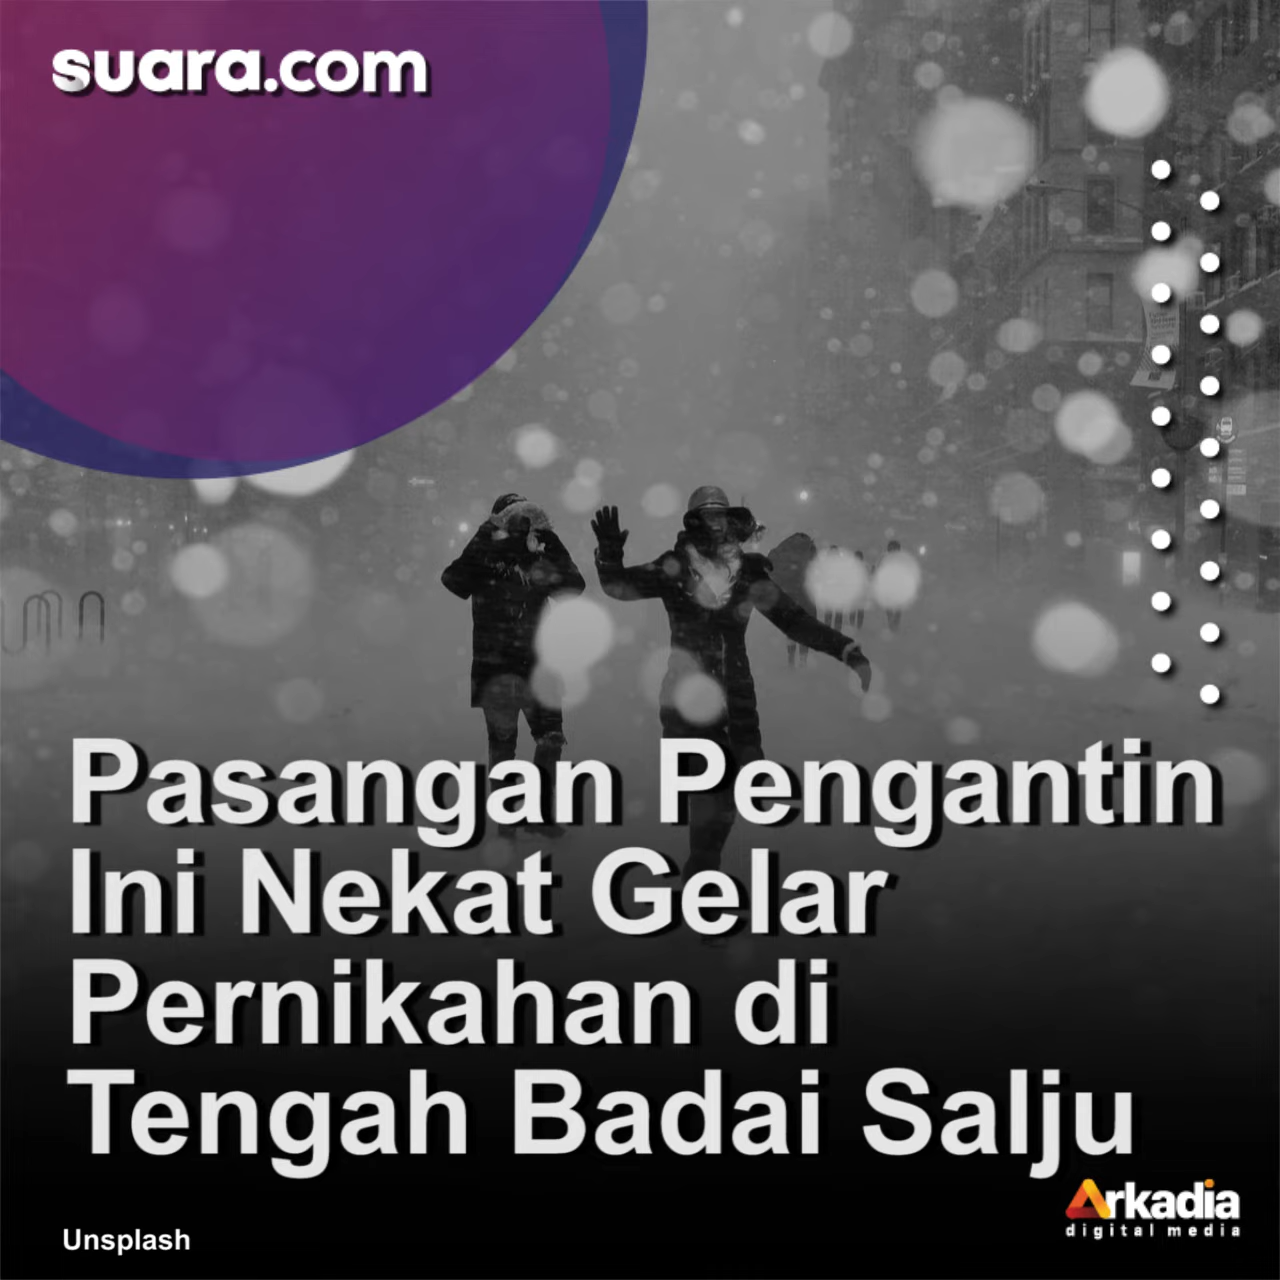 suara.com
Pasangan Pengantin
Ini Nekat Gelar
Pernikahan di
Tengah Badai Salju
Arkadia
digital media
Unsplash